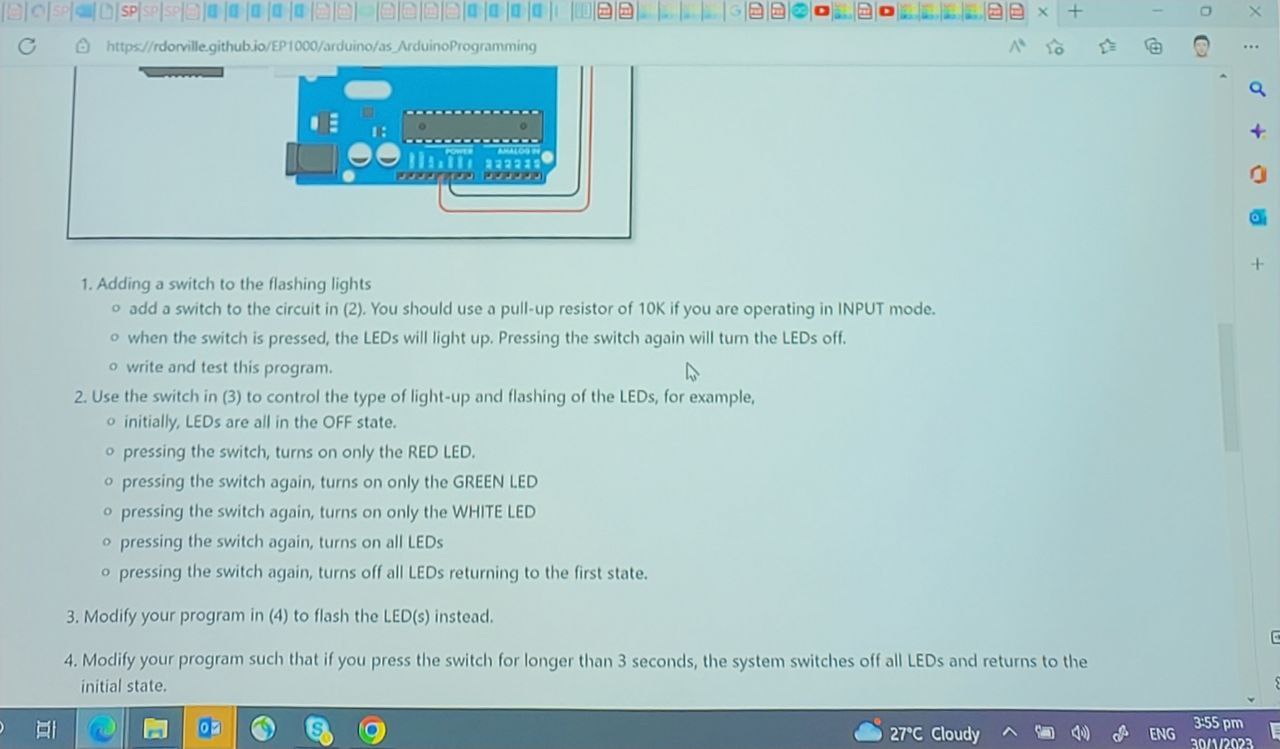 SP SP SP SP
https://rdorville.github.io/EP1000/arduino/as_ArduinoProgramming
POWER ANALOG IN
1. Adding a switch to the flashing lights
add a switch to the circuit in (2). You should use a pull-up resistor of 10K if you are operating in INPUT mode.
when the switch is pressed, the LEDs will light up. Pressing the switch again will turn the LEDs off.
write and test this program.
2. Use the switch in (3) to control the type of light-up and flashing of the LEDs, for example,
initially, LEDs are all in the OFF state.
pressing the switch, turns on only the RED LED.
pressing the switch again, turns on only the GREEN LED
pressing the switch again, turns on only the WHITE LED
pressing the switch again, turns on all LEDs
pressing the switch again, turns off all LEDs returning to the first state.
3. Modify your program in (4) to flash the LED(s) instead.
4. Modify your program such that if you press the switch for longer than 3 seconds, the system switches off all LEDs and returns to the
initial state.
27°C Cloudy
ENG
3:55 pm
30/1/2023